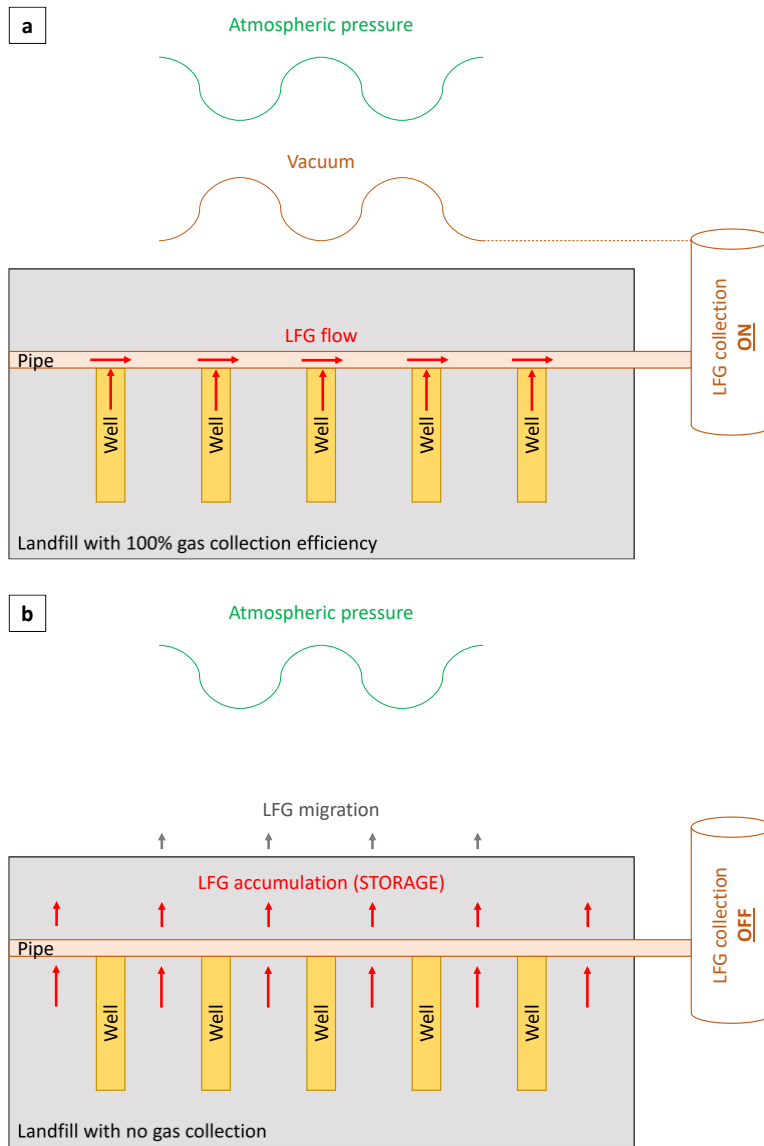 a
Atmospheric pressure
Vacuum
LFG flow
Pipe
Well
Well
Well
Well
Well
LFG collection
ON
Landfill with 100% gas collection efficiency
b
Atmospheric pressure
LFG migration
LFG accumulation (STORAGE)
Pipe
Well
Well
Well
Well
Well
LFG collection
OFF
Landfill with no gas collection